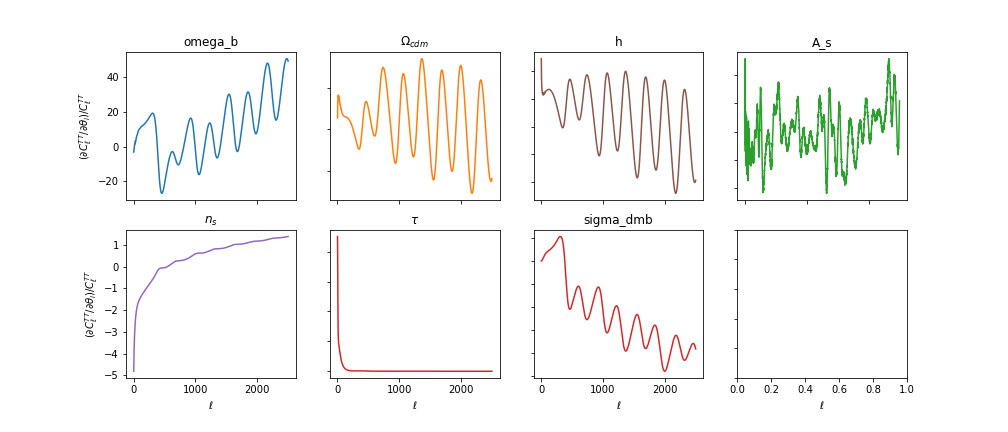 omega_b
Ω_cdm
h
A_s
(∂C_ℓ^TT/∂θ_i)/C_ℓ^TT
40
20
0
−20
n_s
τ
sigma_dmb
(∂C_ℓ^TT/∂θ_i)/C_ℓ^TT
1
0
−1
−2
−3
−4
−5
0 1000 2000
0 1000 2000
0 1000 2000
0.0 0.2 0.4 0.6 0.8 1.0
ℓ
ℓ
ℓ
ℓ